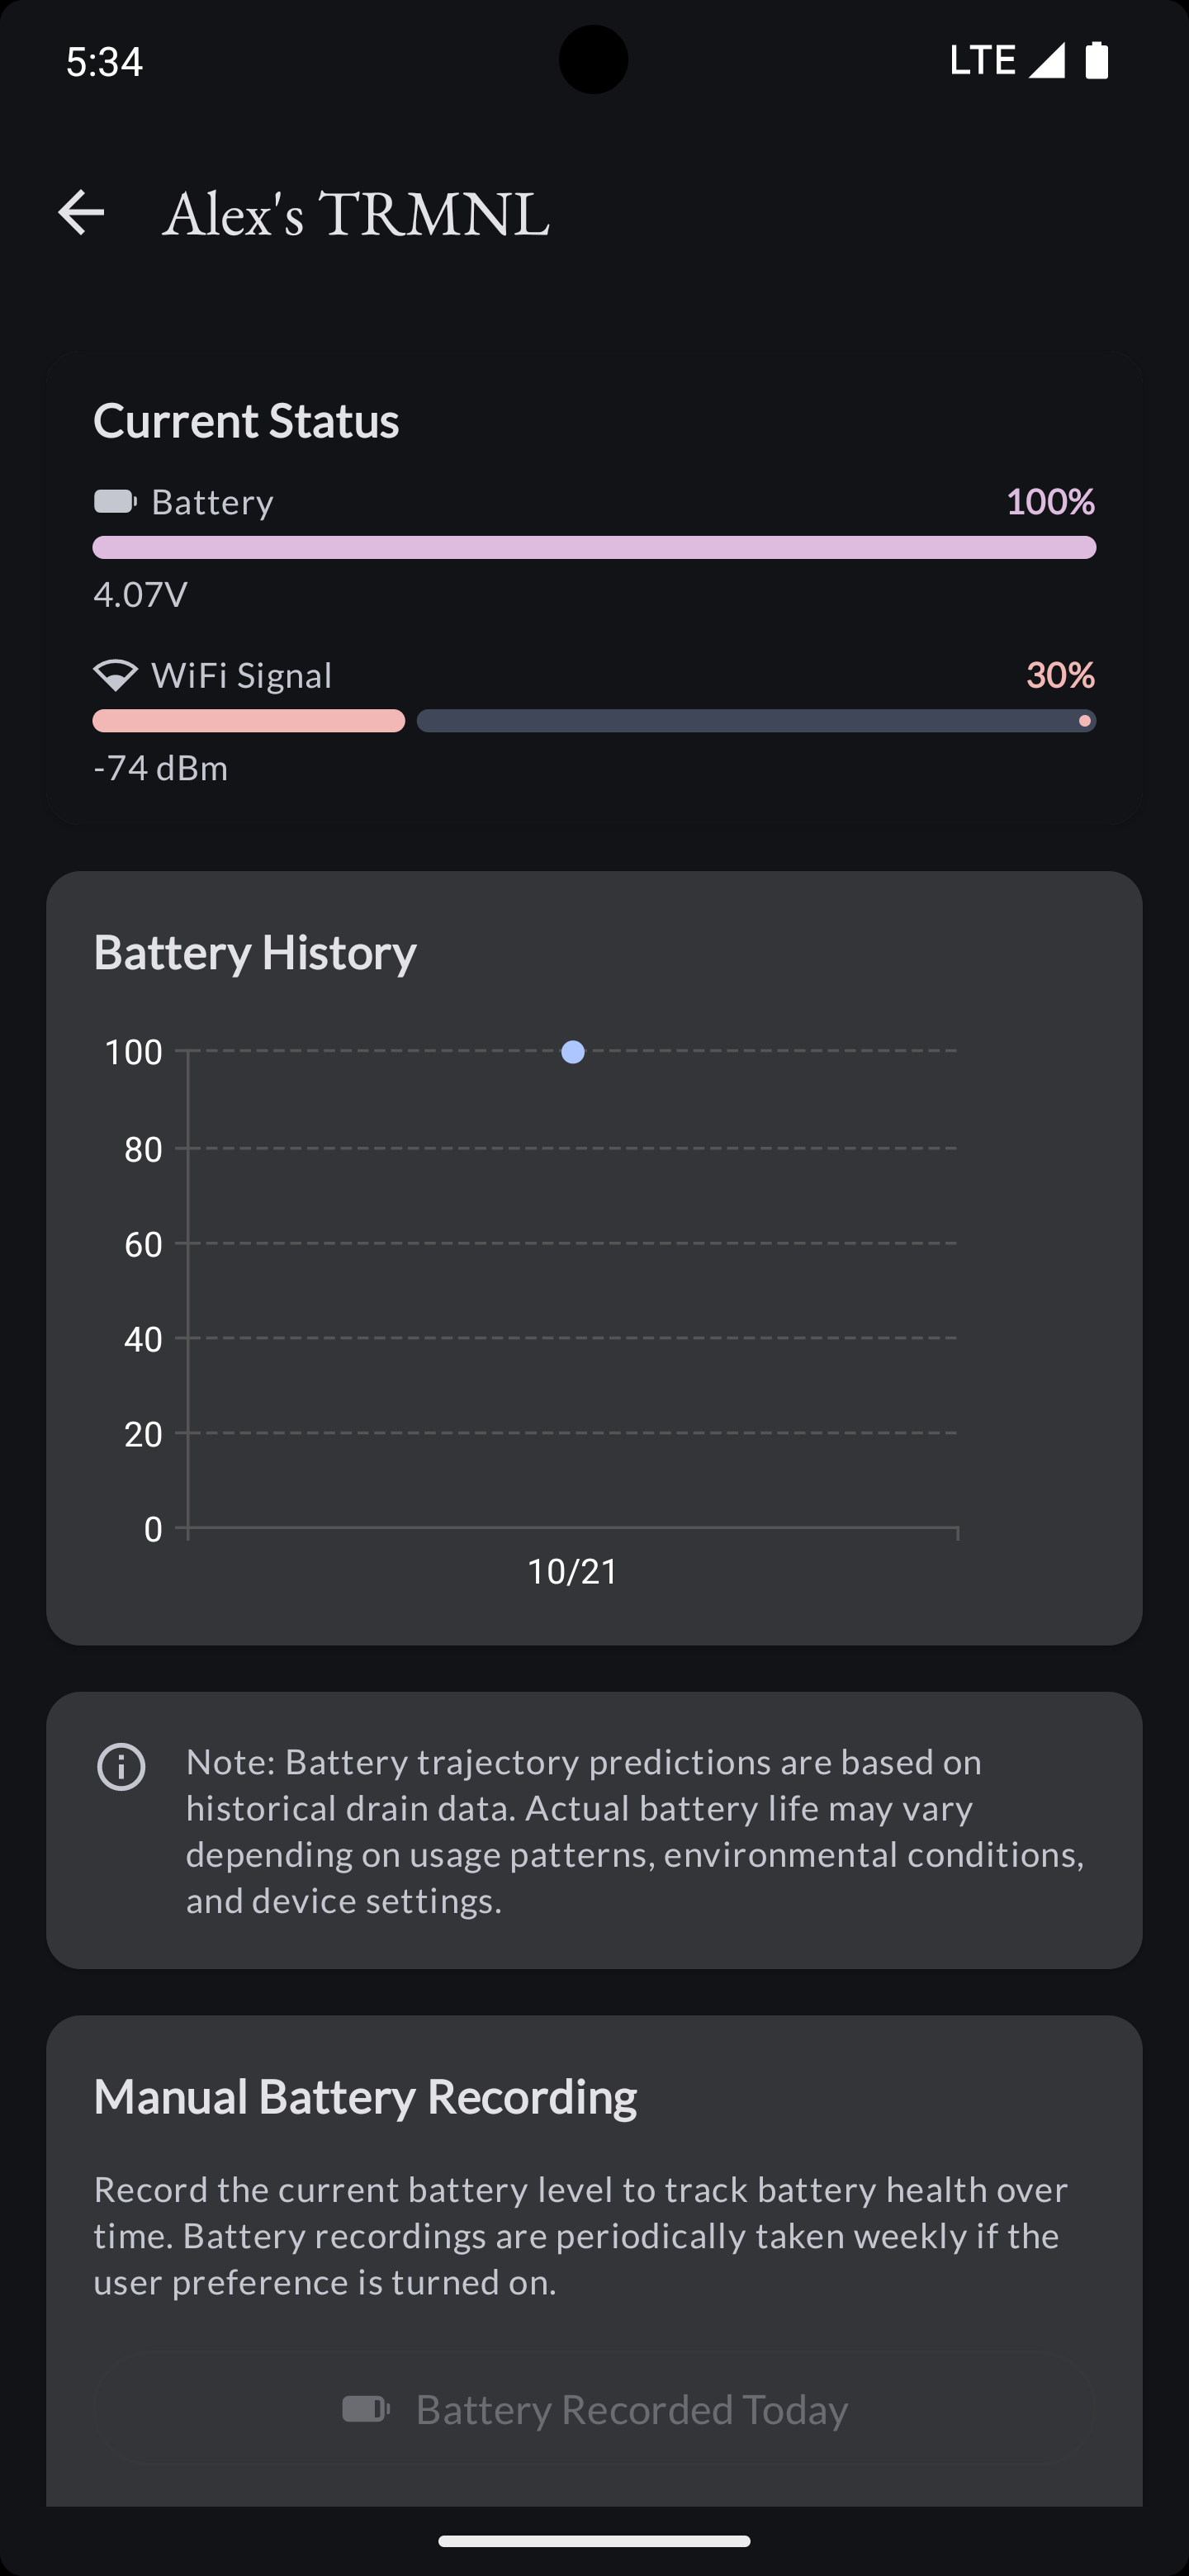 5:34
LTE
Alex's TRMNL
Current Status
Battery
100%
4.07V
WiFi Signal
30%
-74 dBm
Battery History
100
80
60
40
20
0
10/21
Note: Battery trajectory predictions are based on
historical drain data. Actual battery life may vary
depending on usage patterns, environmental conditions,
and device settings.
Manual Battery Recording
Record the current battery level to track battery health over
time. Battery recordings are periodically taken weekly if the
user preference is turned on.
Battery Recorded Today